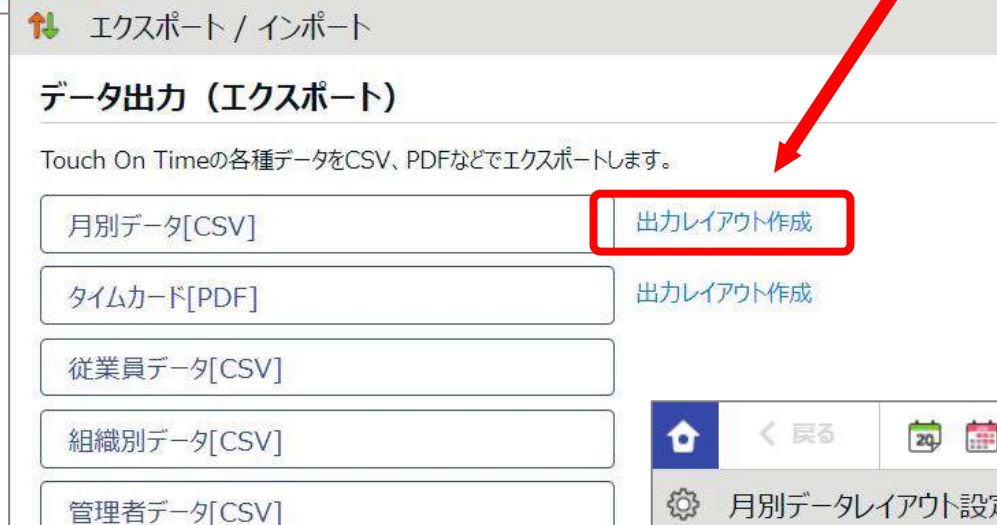 エクスポート / インポート
データ出力（エクスポート）
Touch On Timeの各種データをCSV、PDFなどでエクスポートします。
月別データ[CSV]
出力レイアウト作成
タイムカード[PDF]
出力レイアウト作成
従業員データ[CSV]
組織別データ[CSV]
管理者データ[CSV]
戻る
20
月別データレイアウト設定